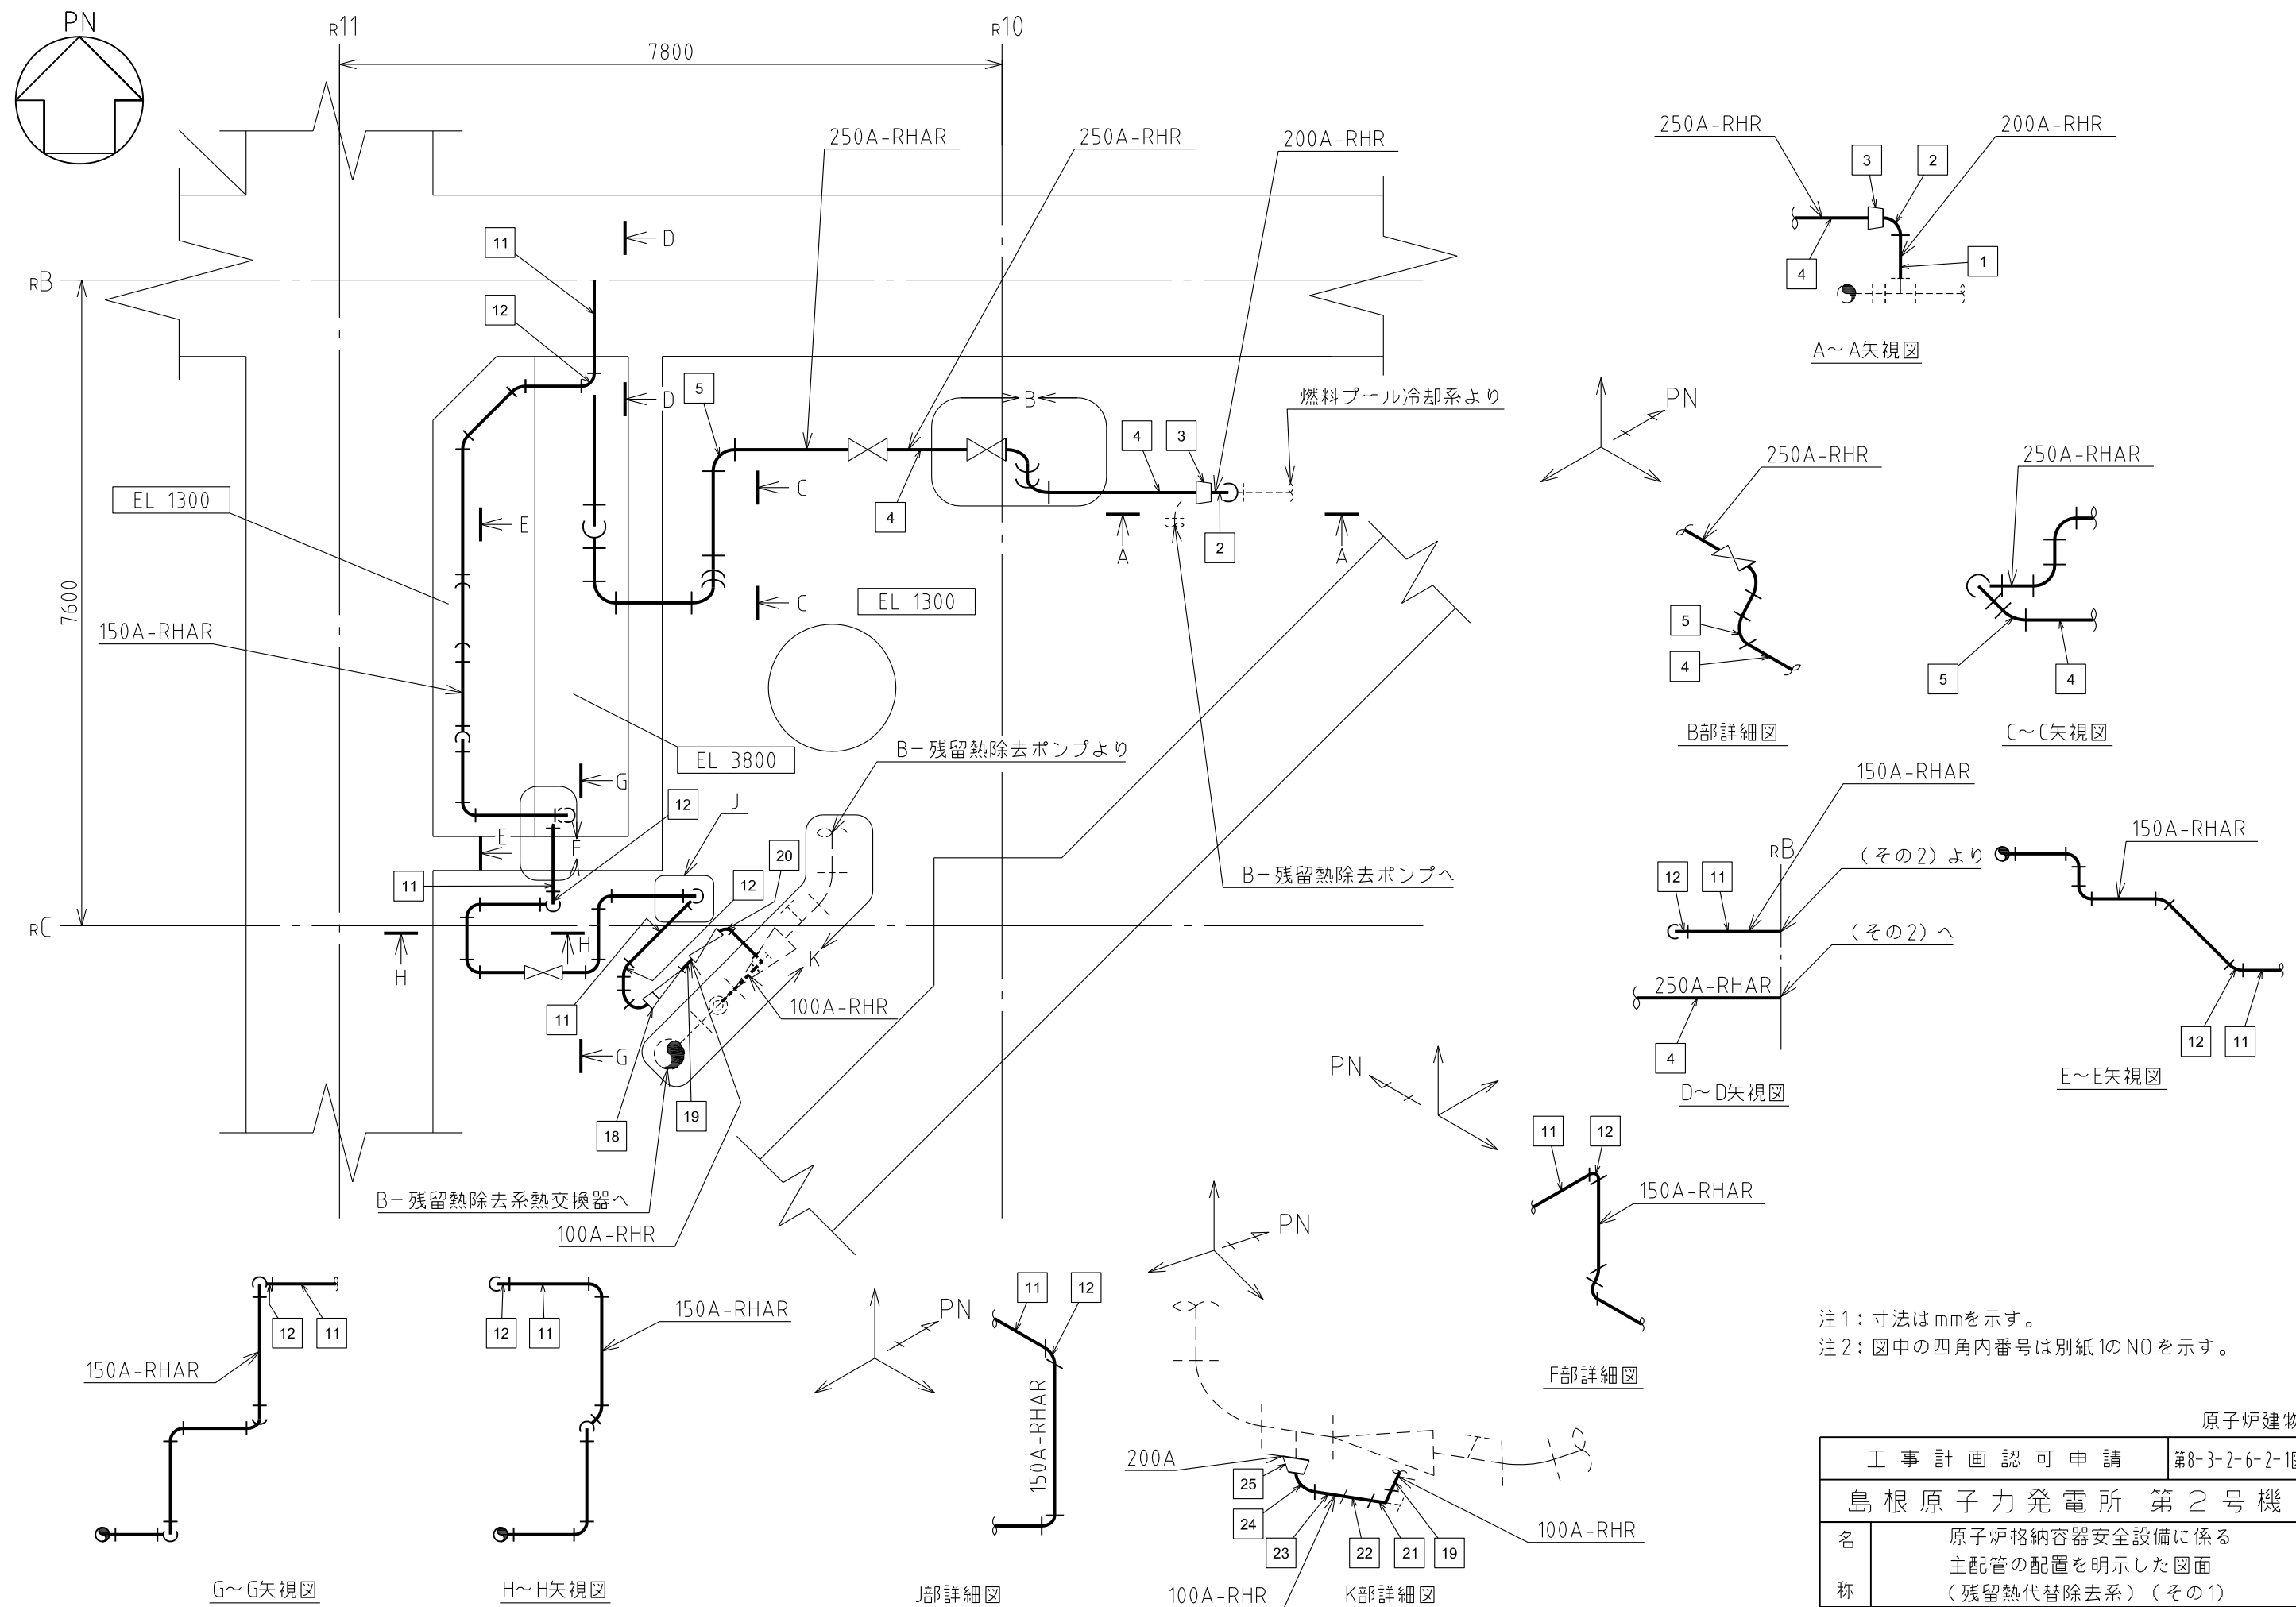 PN
R11
R10
7800
250A-RHAR
250A-RHR
200A-RHR
11
D
RB
12
D
5
B
燃料プール冷却系より
4
3
EL 1300
C
E
4
2
A
A
7600
C
EL 1300
150A-RHAR
B-残留熱除去ポンプより
EL 3800
G
J
12
E
F
20
11
12
B-残留熱除去ポンプへ
RC
H
H
K
11
100A-RHR
G
18
19
B-残留熱除去系熱交換器へ
100A-RHR
250A-RHR
200A-RHR
3
2
4
1
A～A矢視図
PN
250A-RHR
5
4
B部詳細図
250A-RHAR
5
4
C～C矢視図
150A-RHAR
RB
(その2)より
12
11
(その2)へ
250A-RHAR
4
D～D矢視図
150A-RHAR
12
11
E～E矢視図
PN
11
12
150A-RHAR
F部詳細図
12
11
150A-RHAR
G～G矢視図
12
11
150A-RHAR
H～H矢視図
PN
11
12
150A-RHAR
J部詳細図
PN
200A
25
24
23
22
21
19
100A-RHR
100A-RHR
K部詳細図
注1：寸法はmmを示す。
注2：図中の四角内番号は別紙1のNO.を示す。
原子炉建物
工事計画認可申請
第8-3-2-6-2-1図
島根原子力発電所 第2号機
名称
原子炉格納容器安全設備に係る
主配管の配置を明示した図面
(残留熱代替除去系)(その1)